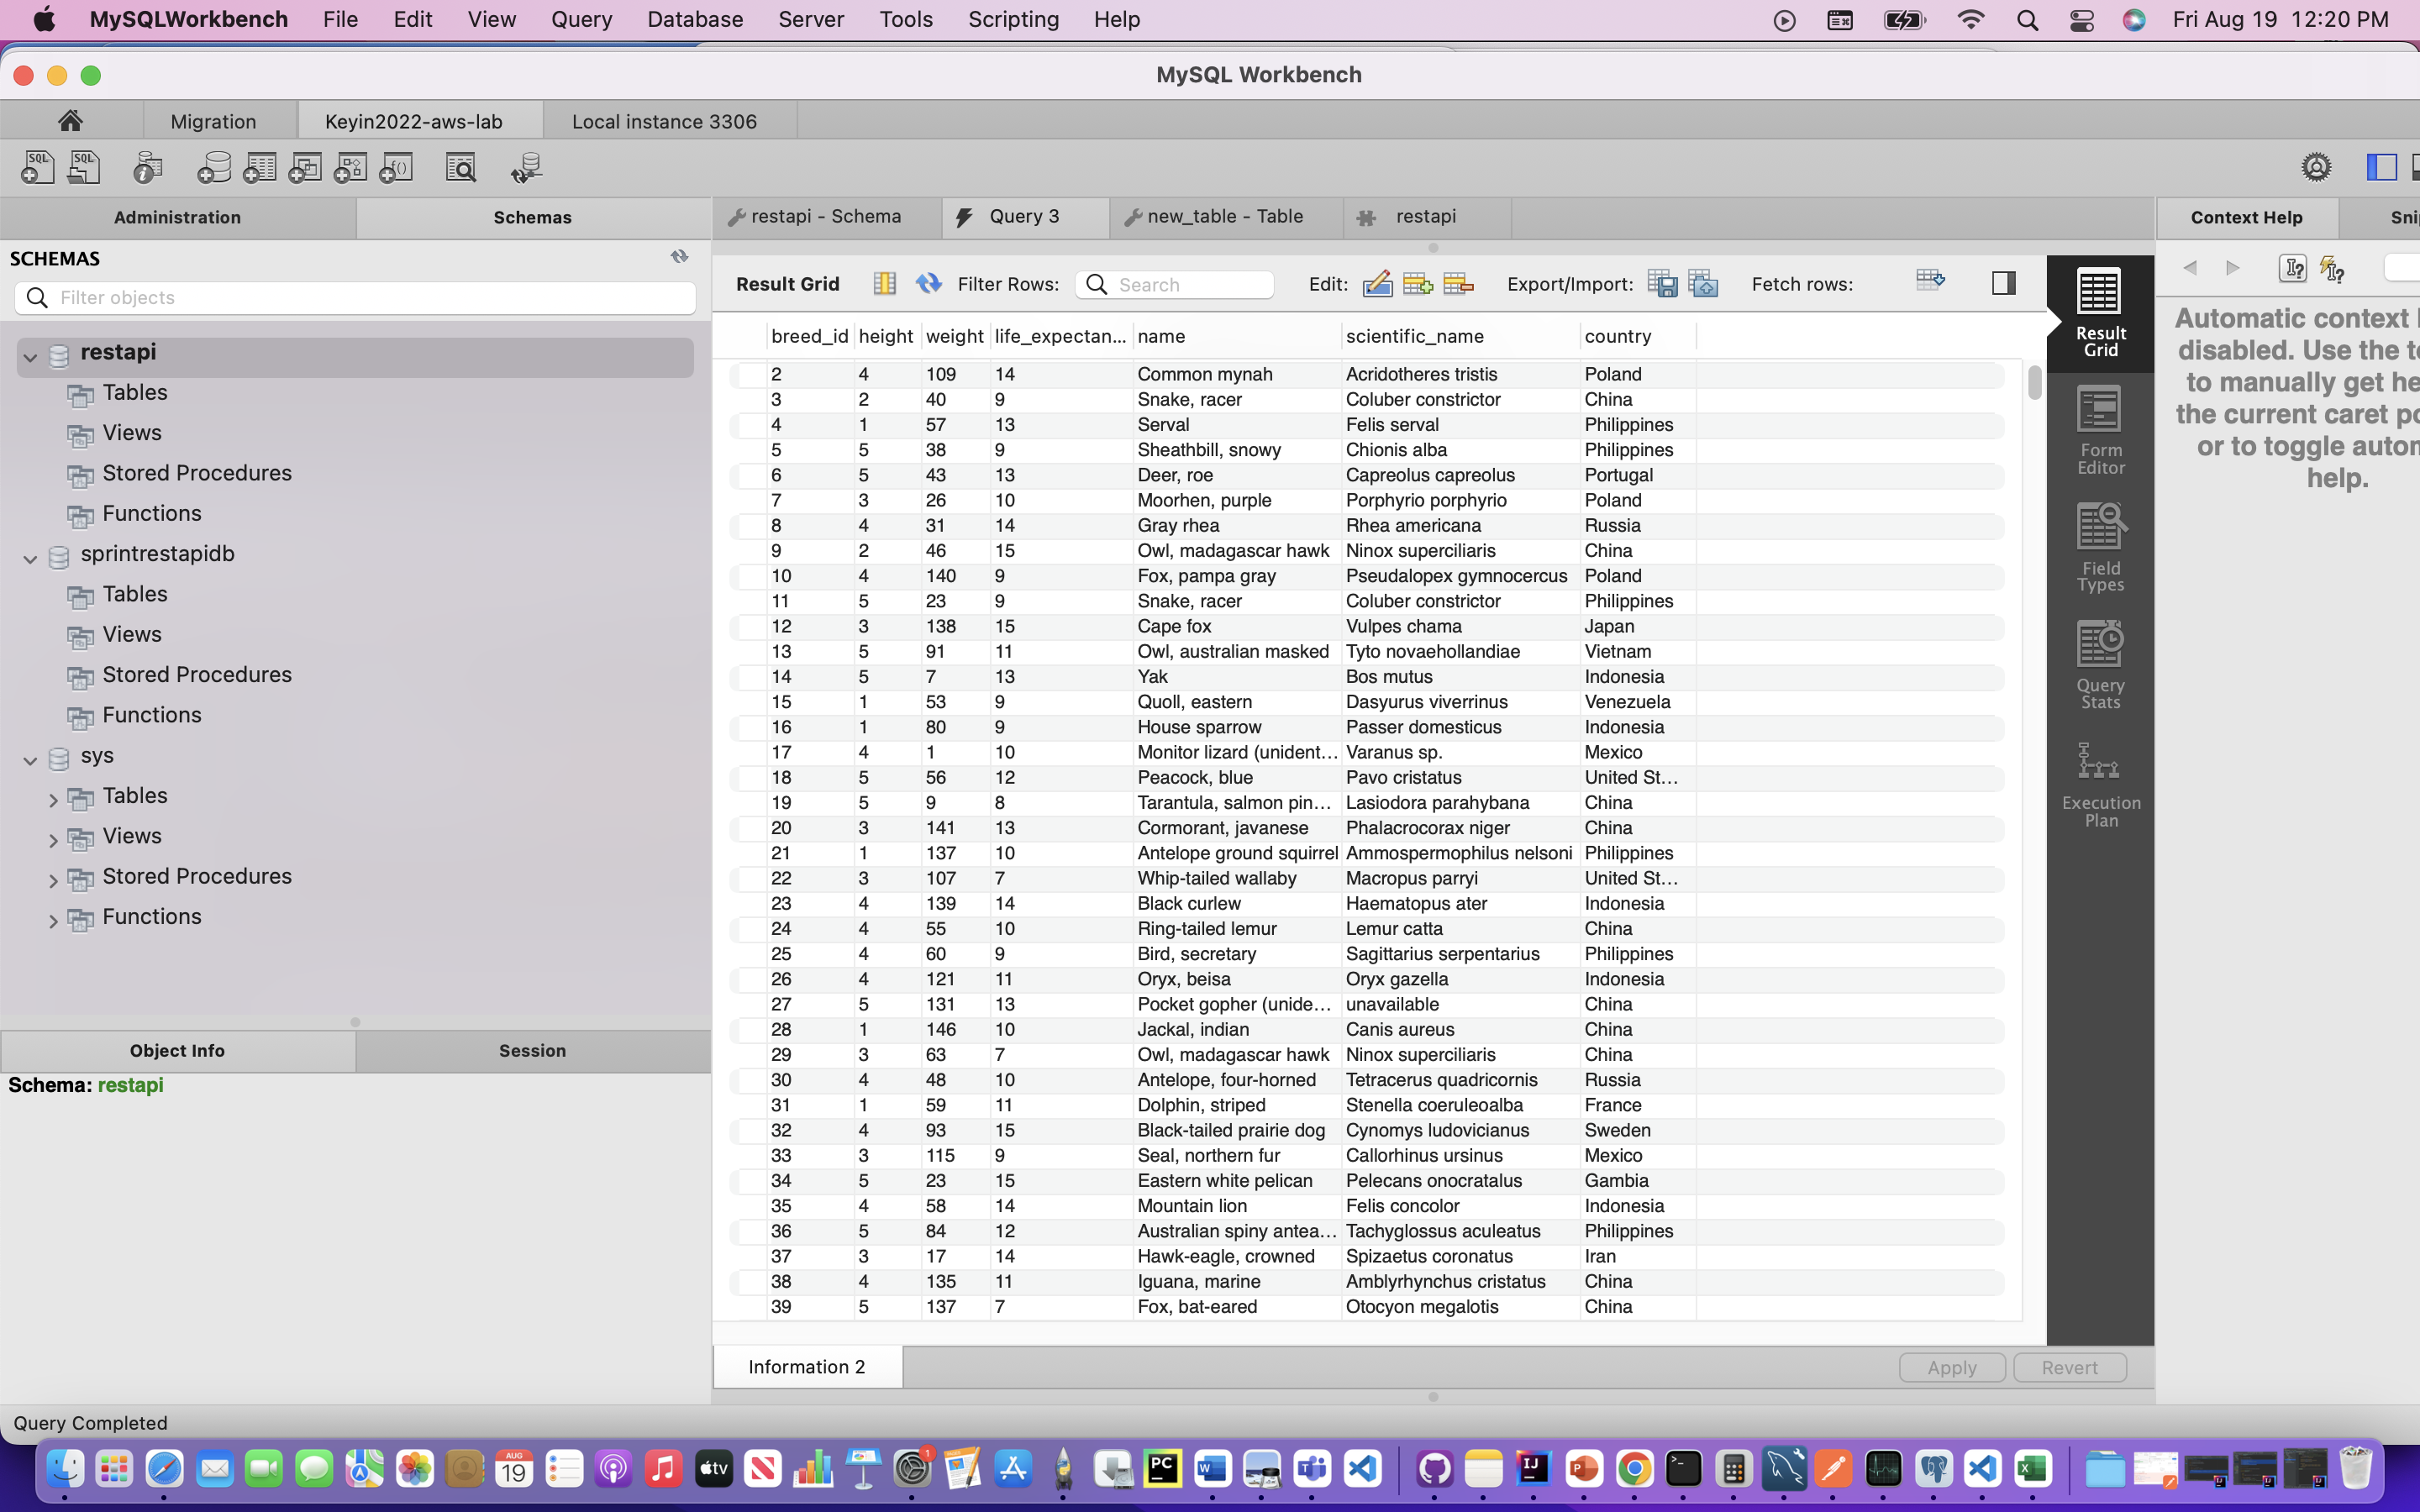 MySQLWorkbench File Edit View Query Database Server Tools Scripting Help Fri Aug 19 12:20 PM
MySQL Workbench
Migration Keyin2022-aws-lab Local instance 3306
Administration Schemas restapi - Schema Query 3 new_table - Table restapi Context Help
SCHEMAS
Filter objects
Result Grid Filter Rows: Search Edit: Export/Import: Fetch rows:
restapi
Tables
Views
Stored Procedures
Functions
sprintrestapidb
Tables
Views
Stored Procedures
Functions
sys
Tables
Views
Stored Procedures
Functions
Object Info Session
Schema: restapi
breed_id height weight life_expectan... name scientific_name country
2 4 109 14 Common mynah Acridotheres tristis Poland
3 2 40 9 Snake, racer Coluber constrictor China
4 1 57 13 Serval Felis serval Philippines
5 5 38 9 Sheathbill, snowy Chionis alba Philippines
6 5 43 13 Deer, roe Capreolus capreolus Portugal
7 3 26 10 Moorhen, purple Porphyrio porphyrio Poland
8 4 31 14 Gray rhea Rhea americana Russia
9 2 46 15 Owl, madagascar hawk Ninox superciliaris China
10 4 140 9 Fox, pampa gray Pseudalopex gymnocercus Poland
11 5 23 9 Snake, racer Coluber constrictor Philippines
12 3 138 15 Cape fox Vulpes chama Japan
13 5 91 11 Owl, australian masked Tyto novaehollandiae Vietnam
14 5 7 13 Yak Bos mutus Indonesia
15 1 53 9 Quoll, eastern Dasyurus viverrinus Venezuela
16 1 80 9 House sparrow Passer domesticus Indonesia
17 4 1 10 Monitor lizard (unident... Varanus sp. Mexico
18 5 56 12 Peacock, blue Pavo cristatus United St...
19 5 9 8 Tarantula, salmon pin... Lasiodora parahybana China
20 3 141 13 Cormorant, javanese Phalacrocorax niger China
21 1 137 10 Antelope ground squirrel Ammospermophilus nelsoni Philippines
22 3 107 7 Whip-tailed wallaby Macropus parryi United St...
23 4 139 14 Black curlew Haematopus ater Indonesia
24 4 55 10 Ring-tailed lemur Lemur catta China
25 4 60 9 Bird, secretary Sagittarius serpentarius Philippines
26 4 121 11 Oryx, beisa Oryx gazella Indonesia
27 5 131 13 Pocket gopher (unide... unavailable China
28 1 146 10 Jackal, indian Canis aureus China
29 3 63 7 Owl, madagascar hawk Ninox superciliaris China
30 4 48 10 Antelope, four-horned Tetracerus quadricornis Russia
31 1 59 11 Dolphin, striped Stenella coeruleoalba France
32 4 93 15 Black-tailed prairie dog Cynomys ludovicianus Sweden
33 3 115 9 Seal, northern fur Callorhinus ursinus Mexico
34 5 23 15 Eastern white pelican Pelecans onocratalus Gambia
35 4 58 14 Mountain lion Felis concolor Indonesia
36 5 84 12 Australian spiny antea... Tachyglossus aculeatus Philippines
37 3 17 14 Hawk-eagle, crowned Spizaetus coronatus Iran
38 4 135 11 Iguana, marine Amblyrhynchus cristatus China
39 5 137 7 Fox, bat-eared Otocyon megalotis China
Result
Grid
Form
Editor
Field
Types
Query
Stats
Execution
Plan
Automatic context
disabled. Use the
to manually get
the current caret
or to toggle
help.
Information 2 Apply Revert
Query Completed
AUG
19
tv
1
PC
W
IJ
P
X